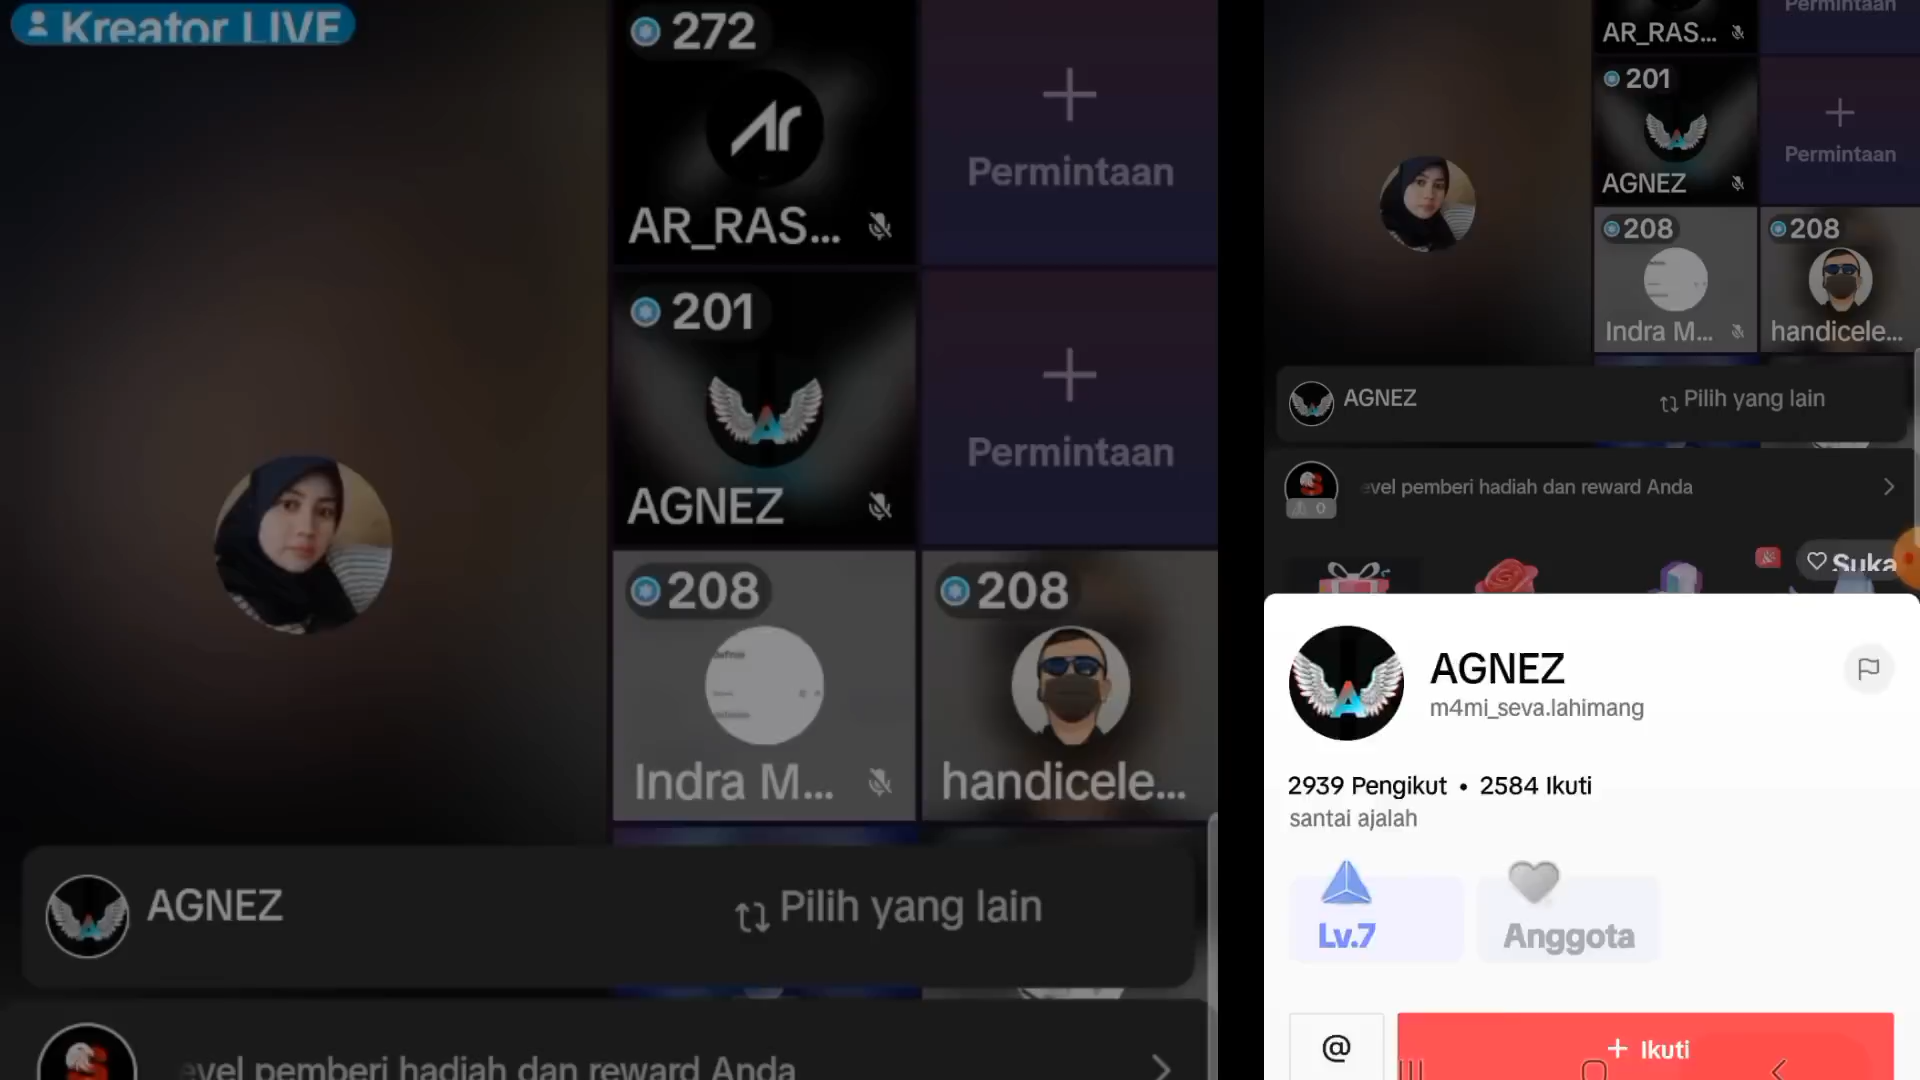 Kreator LIVE
272
Permintaan
AR_RAS...
201
Permintaan
AGNEZ
208
208
Indra M...
handicele...
AGNEZ
Pilih yang lain
evel pemberi hadiah dan reward Anda
Permintaan
AR_RAS...
201
Permintaan
AGNEZ
208
208
Indra M...
handicele...
AGNEZ
Pilih yang lain
evel pemberi hadiah dan reward Anda
0
Suka
AGNEZ
m4mi_seva.lahimang
2939 Pengikut • 2584 Ikuti
santai ajalah
Lv.7
Anggota
@
+ Ikuti